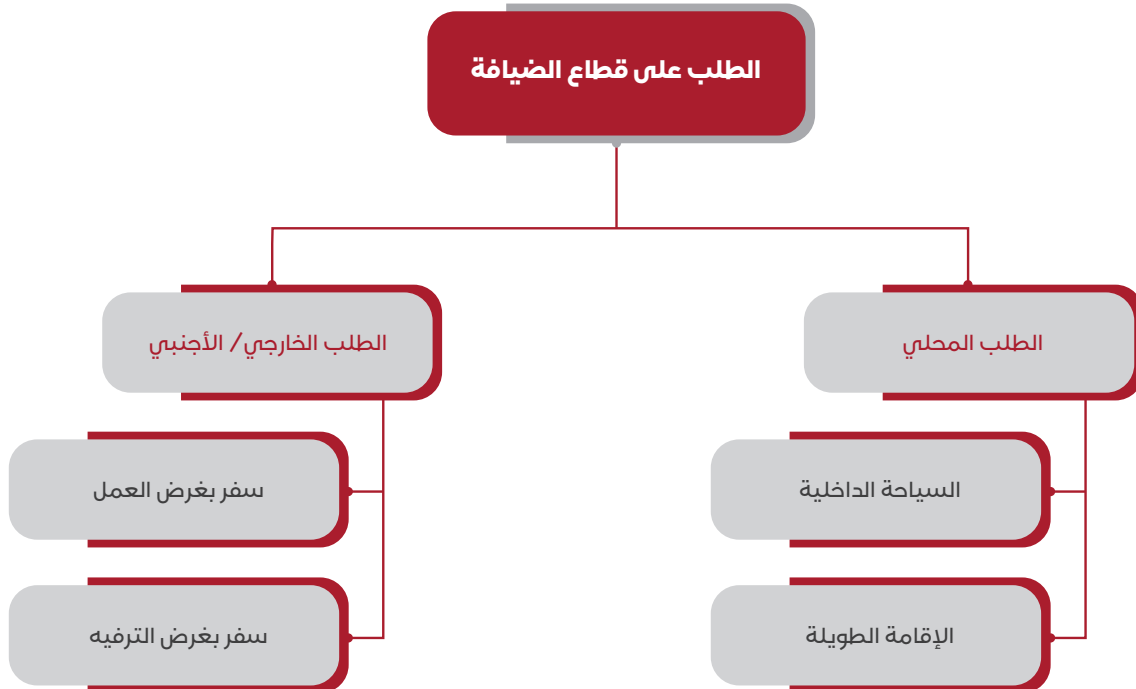 الطلب على قطاع الضيافة
الطلب المحلي
السياحة الداخلية
الإقامة الطويلة
الطلب الخارجي/ الأجنبي
سفر بغرض العمل
سفر بغرض الترفيه